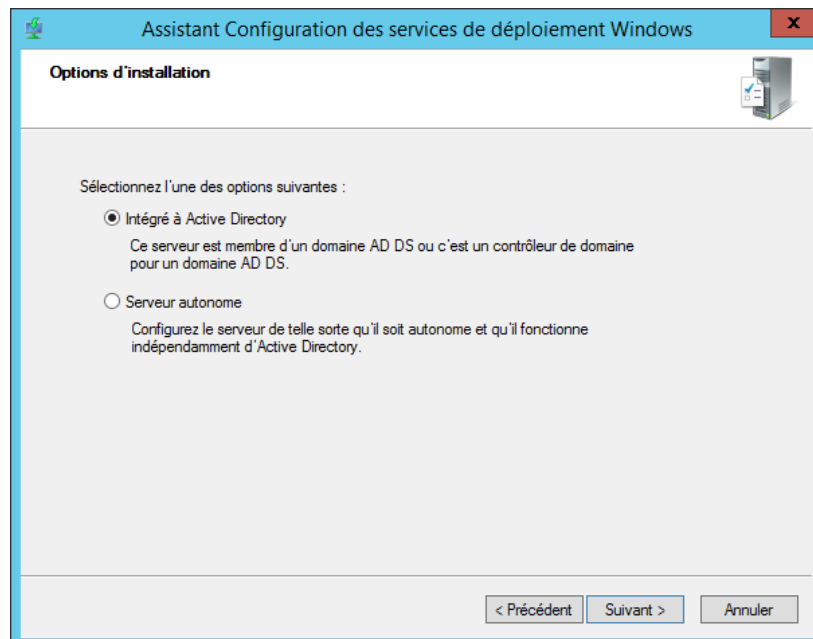 Assistant Configuration des services de déploiement Windows
x
Options d'installation
Sélectionnez l'une des options suivantes :
Intégré à Active Directory
Ce serveur est membre d'un domaine AD DS ou c'est un contrôleur de domaine
pour un domaine AD DS.
Serveur autonome
Configurez le serveur de telle sorte qu'il soit autonome et qu'il fonctionne
indépendamment d'Active Directory.
< Précédent Suivant > Annuler